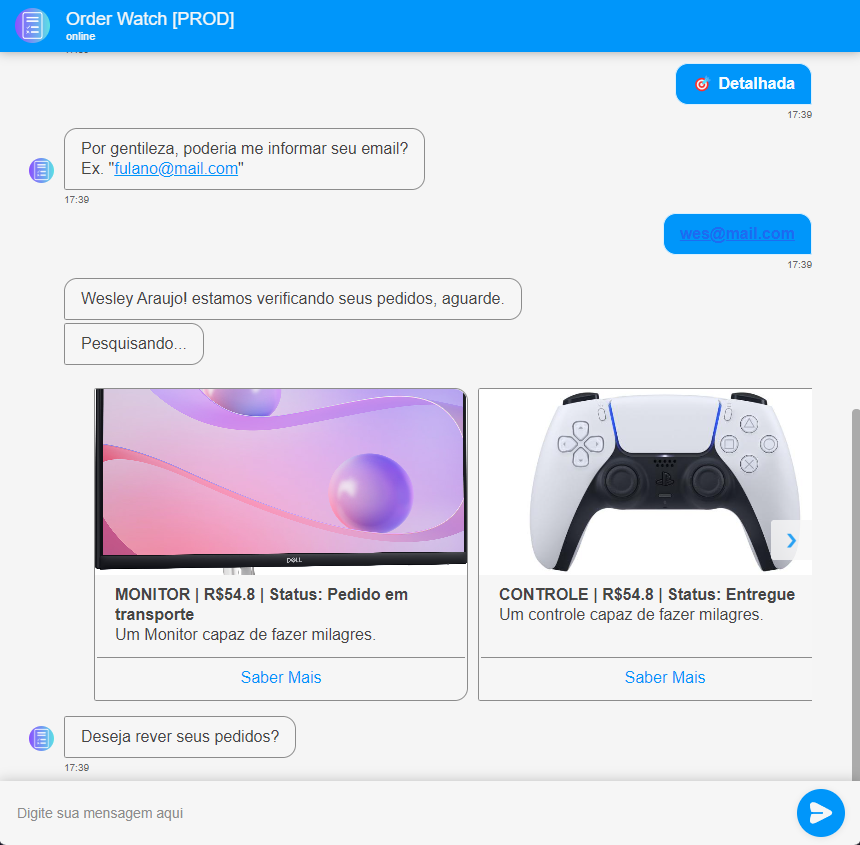 Order Watch [PROD]
online
🎯 Detalhada
17:39
Por gentileza, poderia me informar seu email?
Ex. "fulano@mail.com"
17:39
wes@mail.com
17:39
Wesley Araujo! estamos verificando seus pedidos, aguarde.
Pesquisando...
DELL
MONITOR | R$54.8 | Status: Pedido em
transporte
Um Monitor capaz de fazer milagres.
Saber Mais
CONTROLE | R$54.8 | Status: Entregue
Um controle capaz de fazer milagres.
Saber Mais
Deseja rever seus pedidos?
17:39
Digite sua mensagem aqui